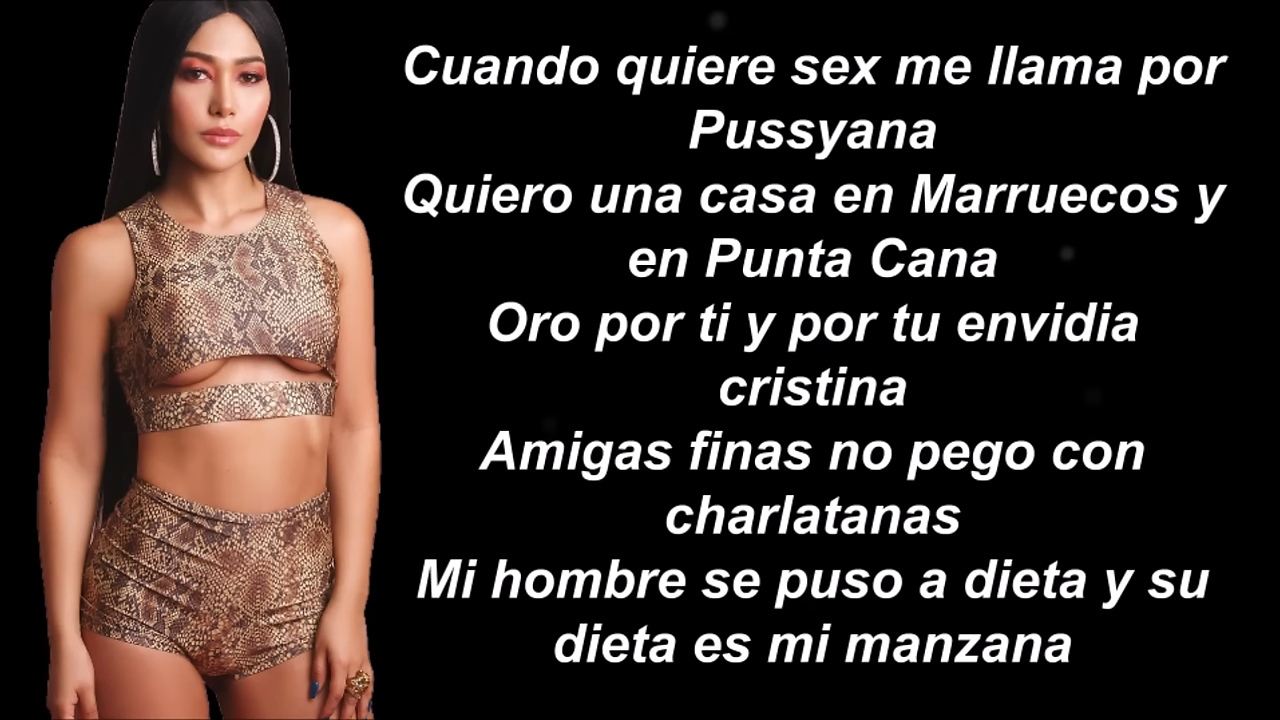 Cuando quiere sex me llama por
Pussyana
Quiero una casa en Marruecos y
en Punta Cana
Oro por ti y por tu envidia
cristina
Amigas finas no pego con
charlatanas
Mi hombre se puso a dieta y su
dieta es mi manzana